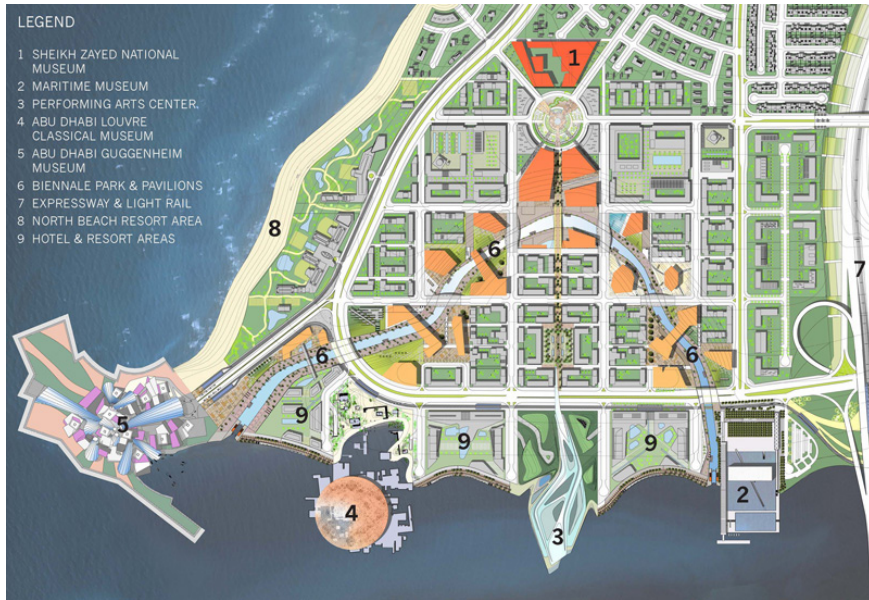 LEGEND
1 SHEIKH ZAYED NATIONAL
MUSEUM
2 MARITIME MUSEUM
3 PERFORMING ARTS CENTER.
4 ABU DHABI LOUVRE
CLASSICAL MUSEUM
5 ABU DHABI GUGGENHEIM
MUSEUM
6 BIENNALE PARK & PAVILIONS
7 EXPRESSWAY & LIGHT RAIL
8 NORTH BEACH RESORT AREA
9 HOTEL & RESORT AREAS
1
8
6
7
6
6
5
9
9
9
2
4
3